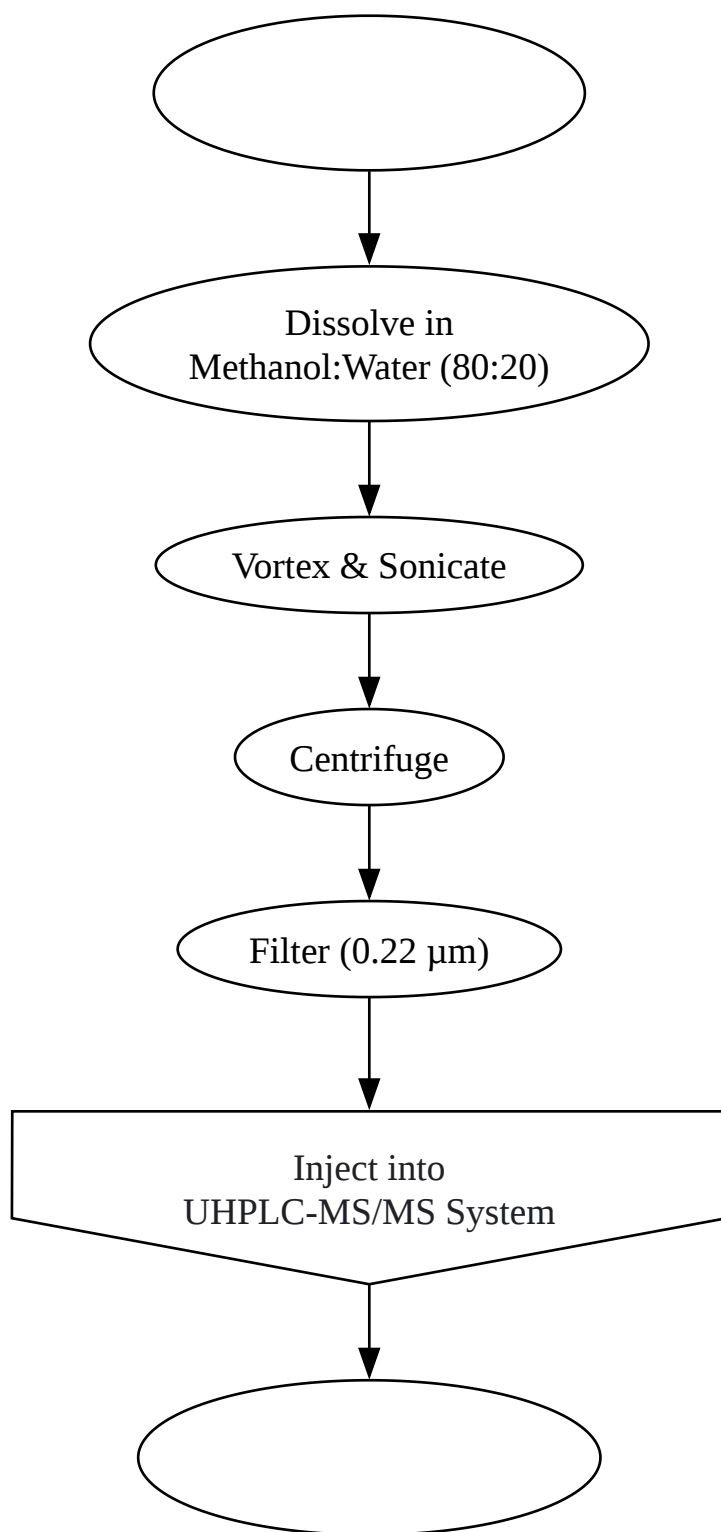 Dissolve in
Methanol:Water (80:20)
Vortex & Sonicate
Centrifuge
Filter (0.22 µm)
Inject into
UHPLC-MS/MS System